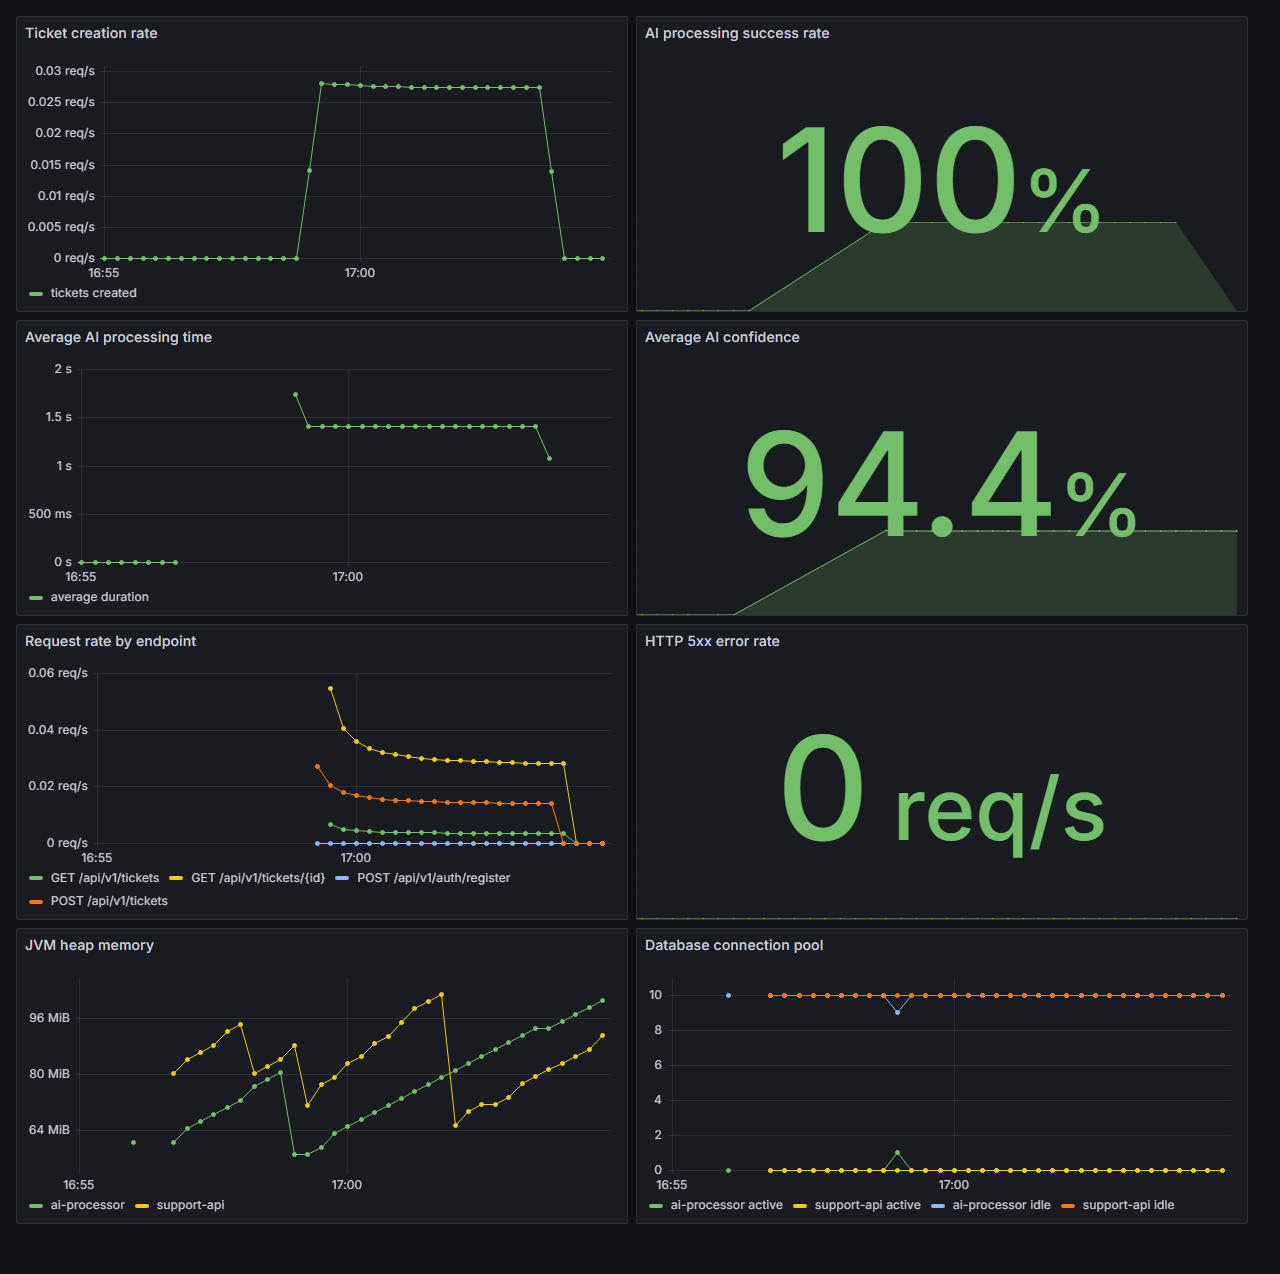 Ticket creation rate
0.03 req/s
0.025 req/s
0.02 req/s
0.015 req/s
0.01 req/s
0.005 req/s
0 req/s
16:55 17:00
tickets created
AI processing success rate
100%
Average AI processing time
2 s
1.5 s
1 s
500 ms
0 s
16:55 17:00
average duration
Average AI confidence
94.4%
Request rate by endpoint
0.06 req/s
0.04 req/s
0.02 req/s
0 req/s
16:55 17:00
GET /api/v1/tickets GET /api/v1/tickets/{id} POST /api/v1/auth/register
POST /api/v1/tickets
HTTP 5xx error rate
0 req/s
JVM heap memory
96 MiB
80 MiB
64 MiB
16:55 17:00
ai-processor support-api
Database connection pool
10
8
6
4
2
0
16:55 17:00
ai-processor active support-api active ai-processor idle support-api idle